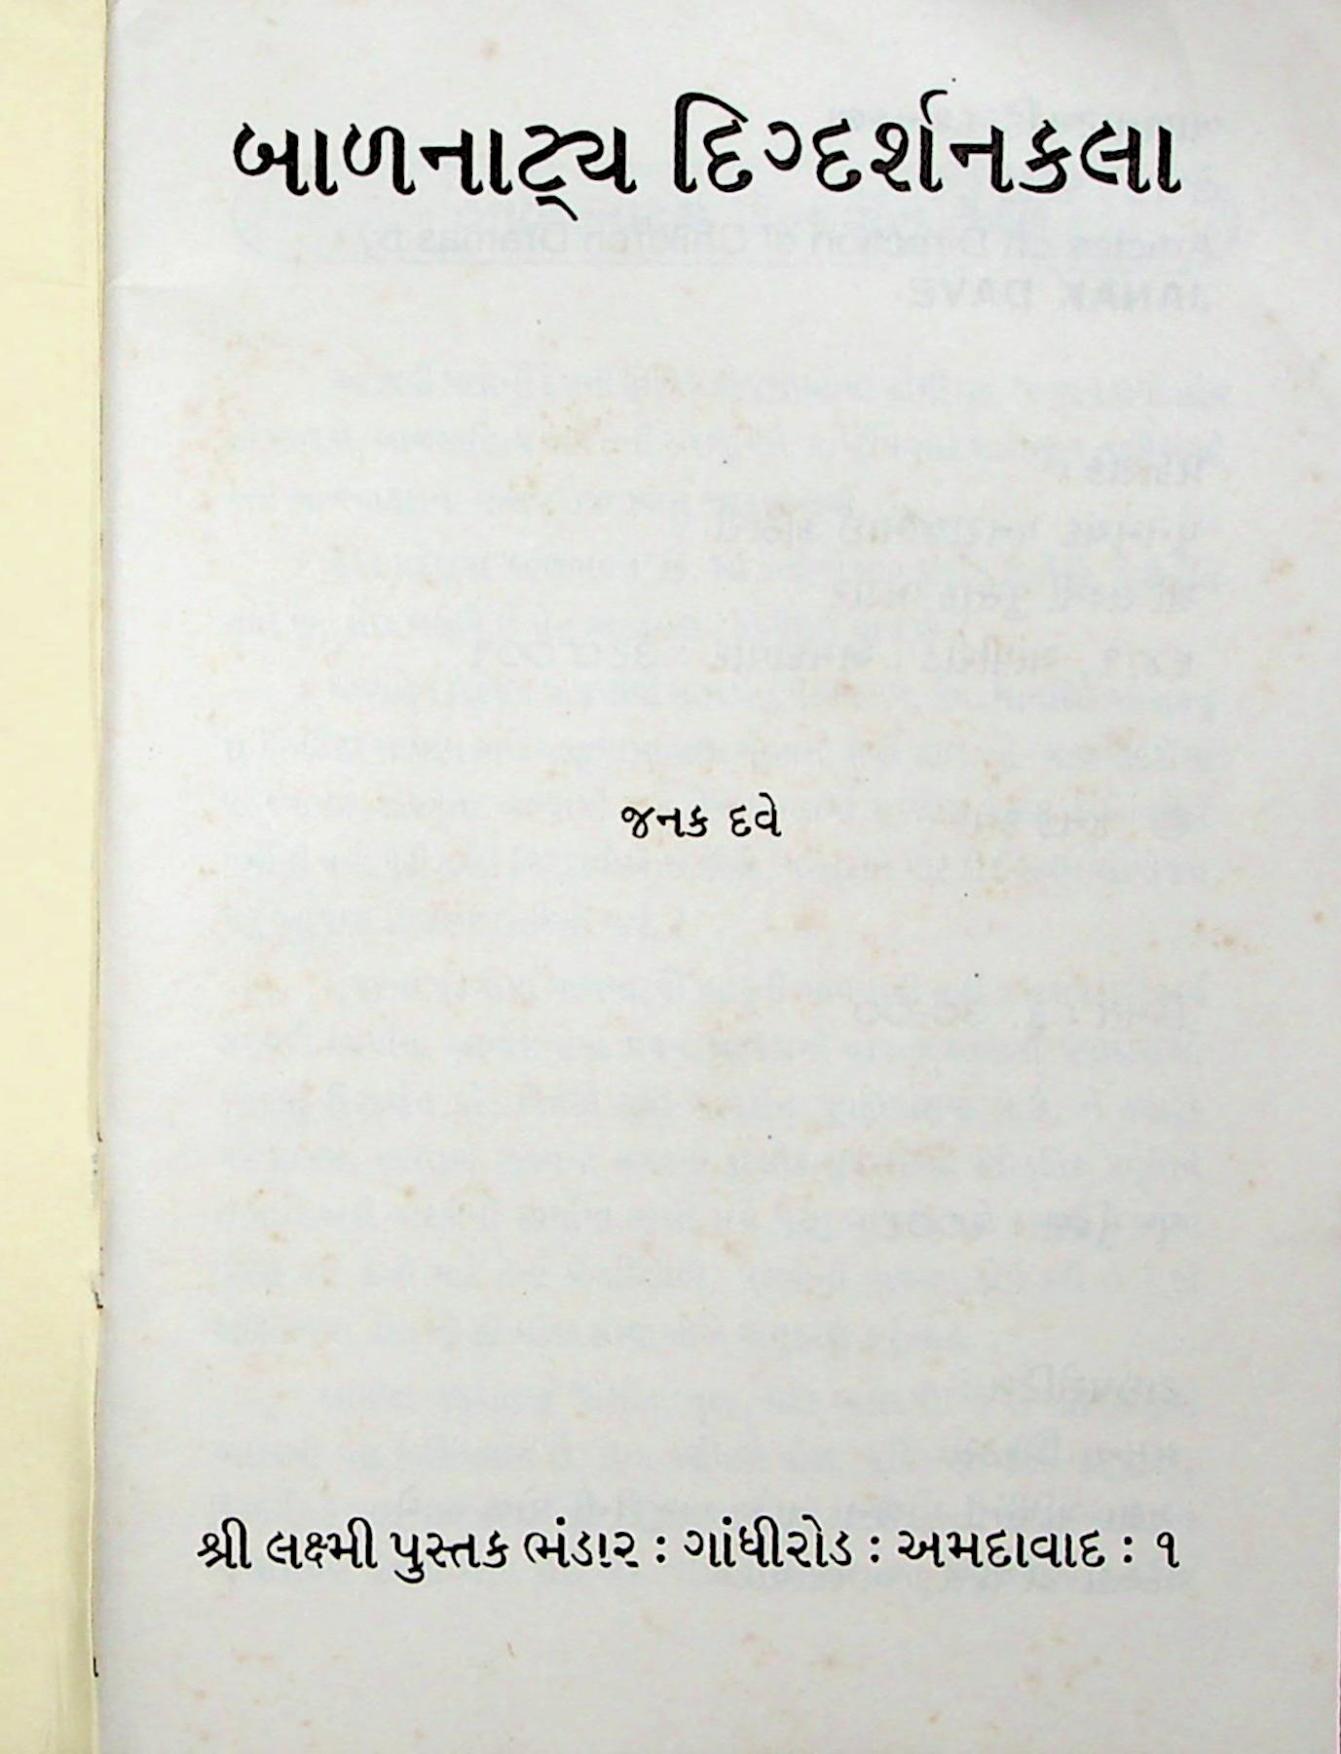 બાળનાટ્ય દિગ્દર્શનકલા
જનક દવે
શ્રી લક્ષ્મી પુસ્તક ભંડાર : ગાંધીરોડ : અમદાવાદ : ૧